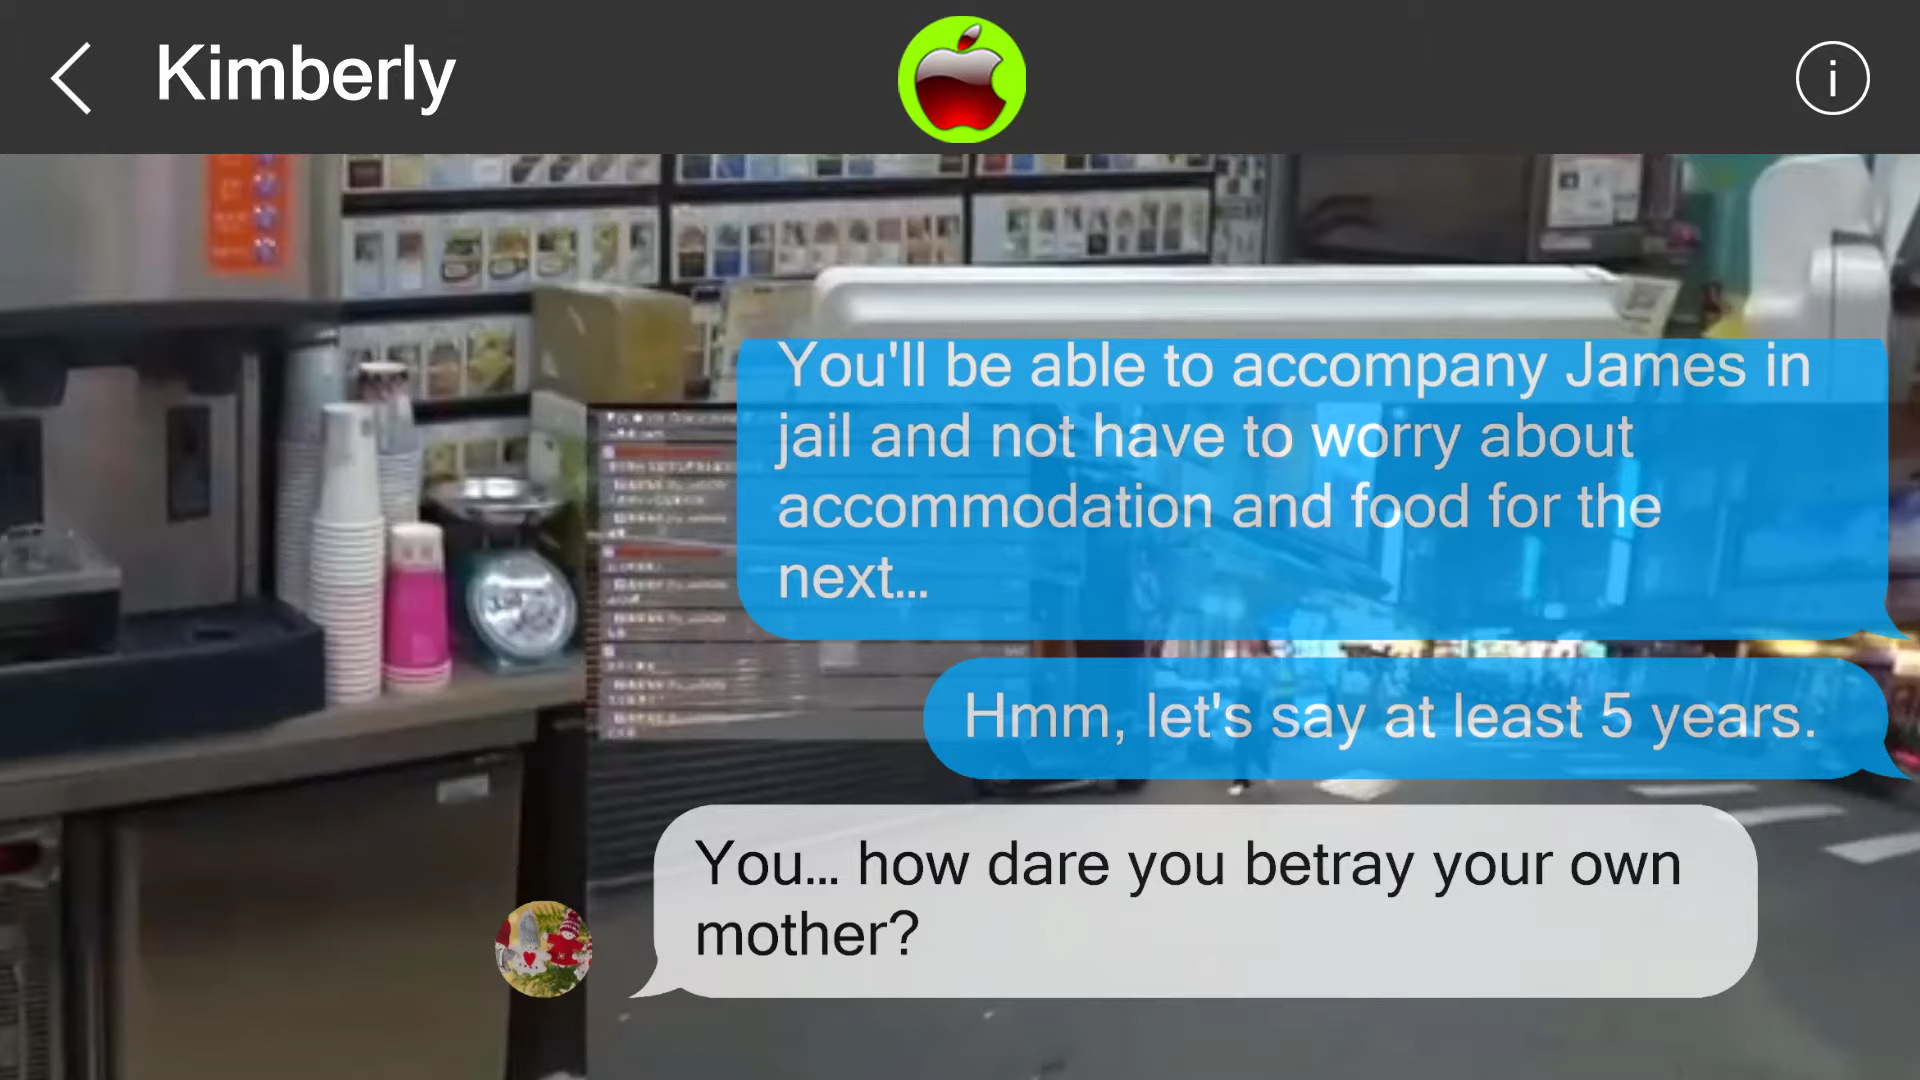 Kimberly
i
You'll be able to accompany James in
jail and not have to worry about
accommodation and food for the
next...
Hmm, let's say at least 5 years.
You... how dare you betray your own
mother?